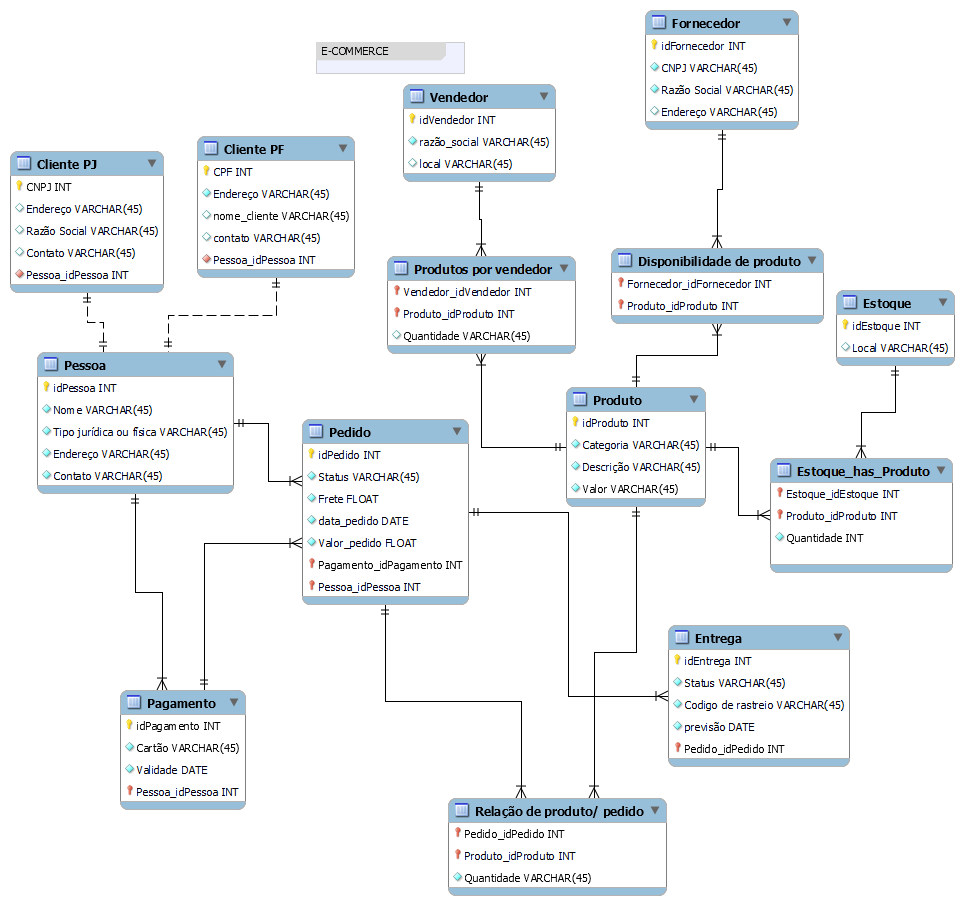 E-COMMERCE
Fornecedor
idFornecedor INT
CNPJ VARCHAR(45)
Razão Social VARCHAR(45)
Endereço VARCHAR(45)
Vendedor
idVendedor INT
razão_social VARCHAR(45)
local VARCHAR(45)
Cliente PJ
CNPJ INT
Endereço VARCHAR(45)
Razão Social VARCHAR(45)
Contato VARCHAR(45)
Pessoa_idPessoa INT
Cliente PF
CPF INT
Endereço VARCHAR(45)
nome_cliente VARCHAR(45)
contato VARCHAR(45)
Pessoa_idPessoa INT
Produtos por vendedor
Vendedor_idVendedor INT
Produto_idProduto INT
Quantidade VARCHAR(45)
Disponibilidade de produto
Fornecedor_idFornecedor INT
Produto_idProduto INT
Estoque
idEstoque INT
Local VARCHAR(45)
Pessoa
idPessoa INT
Nome VARCHAR(45)
Tipo jurídica ou física VARCHAR(45)
Endereço VARCHAR(45)
Contato VARCHAR(45)
Pedido
idPedido INT
Status VARCHAR(45)
Frete FLOAT
data_pedido DATE
Valor_pedido FLOAT
Pagamento_idPagamento INT
Pessoa_idPessoa INT
Produto
idProduto INT
Categoria VARCHAR(45)
Descrição VARCHAR(45)
Valor VARCHAR(45)
Estoque_has_Produto
Estoque_idEstoque INT
Produto_idProduto INT
Quantidade INT
Entrega
idEntrega INT
Status VARCHAR(45)
Codigo de rastreio VARCHAR(45)
previsão DATE
Pedido_idPedido INT
Pagamento
idPagamento INT
Cartão VARCHAR(45)
Validade DATE
Pessoa_idPessoa INT
Relação de produto/ pedido
Pedido_idPedido INT
Produto_idProduto INT
Quantidade VARCHAR(45)